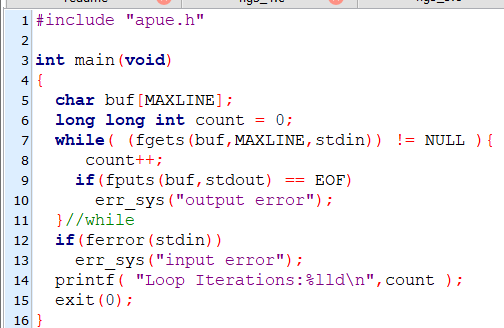 1 #include "apue.h"
2
3 int main(void)
4 {
5   char buf[MAXLINE];
6   long long int count = 0;
7   while( (fgets(buf,MAXLINE,stdin)) != NULL ){
8      count++;
9     if(fputs(buf,stdout) == EOF)
10       err_sys("output error");
11   }//while
12   if(ferror(stdin))
13     err_sys("input error");
14   printf( "Loop Iterations:%lld\n",count );
15   exit(0);
16 }